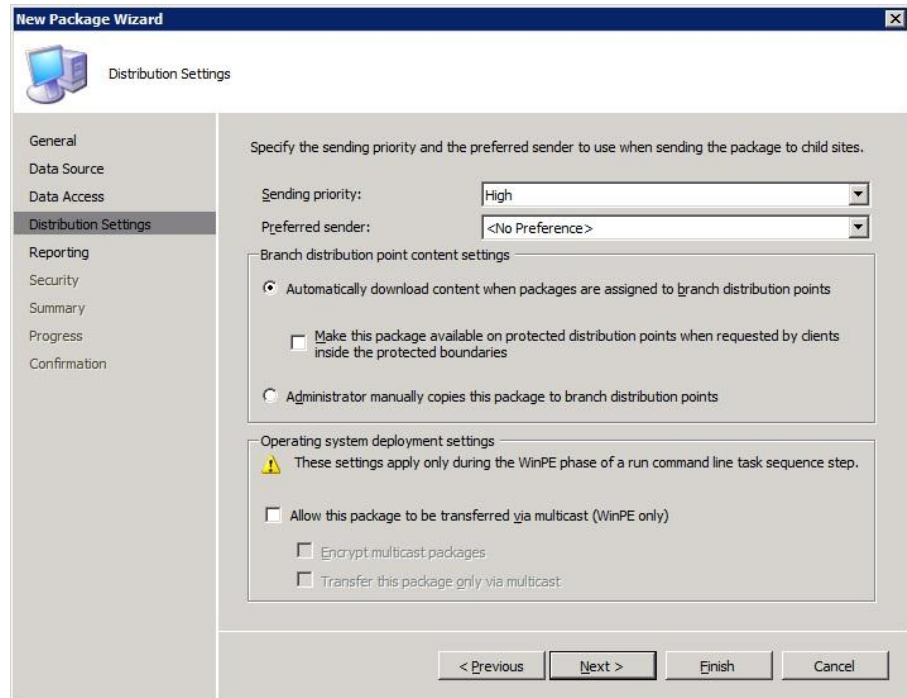 New Package Wizard
Distribution Settings
General
Data Source
Data Access
Distribution Settings
Reporting
Security
Summary
Progress
Confirmation
Specify the sending priority and the preferred sender to use when sending the package to child sites.
Sending priority:
High
Preferred sender:
<No Preference>
Branch distribution point content settings
Automatically download content when packages are assigned to branch distribution points
Make this package available on protected distribution points when requested by clients
inside the protected boundaries
Administrator manually copies this package to branch distribution points
Operating system deployment settings
These settings apply only during the WinPE phase of a run command line task sequence step.
Allow this package to be transferred via multicast (WinPE only)
Encrypt multicast packages
Transfer this package only via multicast
< Previous
Next >
Finish
Cancel